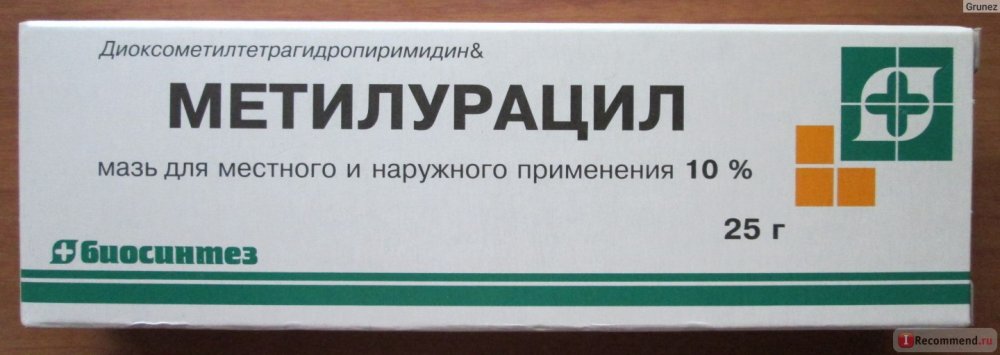 Grunez
Диоксометилтетрагидропиримидин&
МЕТИЛУРАЦИЛ
мазь для местного и наружного применения 10 %
25 г
биосинтез
IRecommend.ru